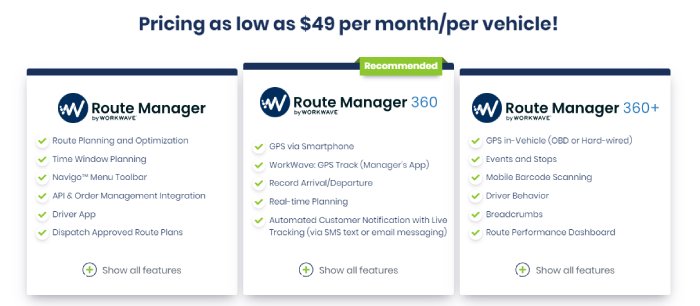 Pricing as low as $49 per month/per vehicle!
Route Manager
by WORKWAVE
Route Planning and Optimization
Time Window Planning
Navigo™ Menu Toolbar
API & Order Management Integration
Driver App
Dispatch Approved Route Plans
Show all features
Recommended
Route Manager 360
by WORKWAVE
GPS via Smartphone
WorkWave: GPS Track (Manager's App)
Record Arrival/Departure
Real-time Planning
Automated Customer Notification with Live
Tracking (via SMS text or email messaging)
Show all features
Route Manager 360+
by WORKWAVE
GPS in-Vehicle (OBD or Hard-wired)
Events and Stops
Mobile Barcode Scanning
Driver Behavior
Breadcrumbs
Route Performance Dashboard
Show all features